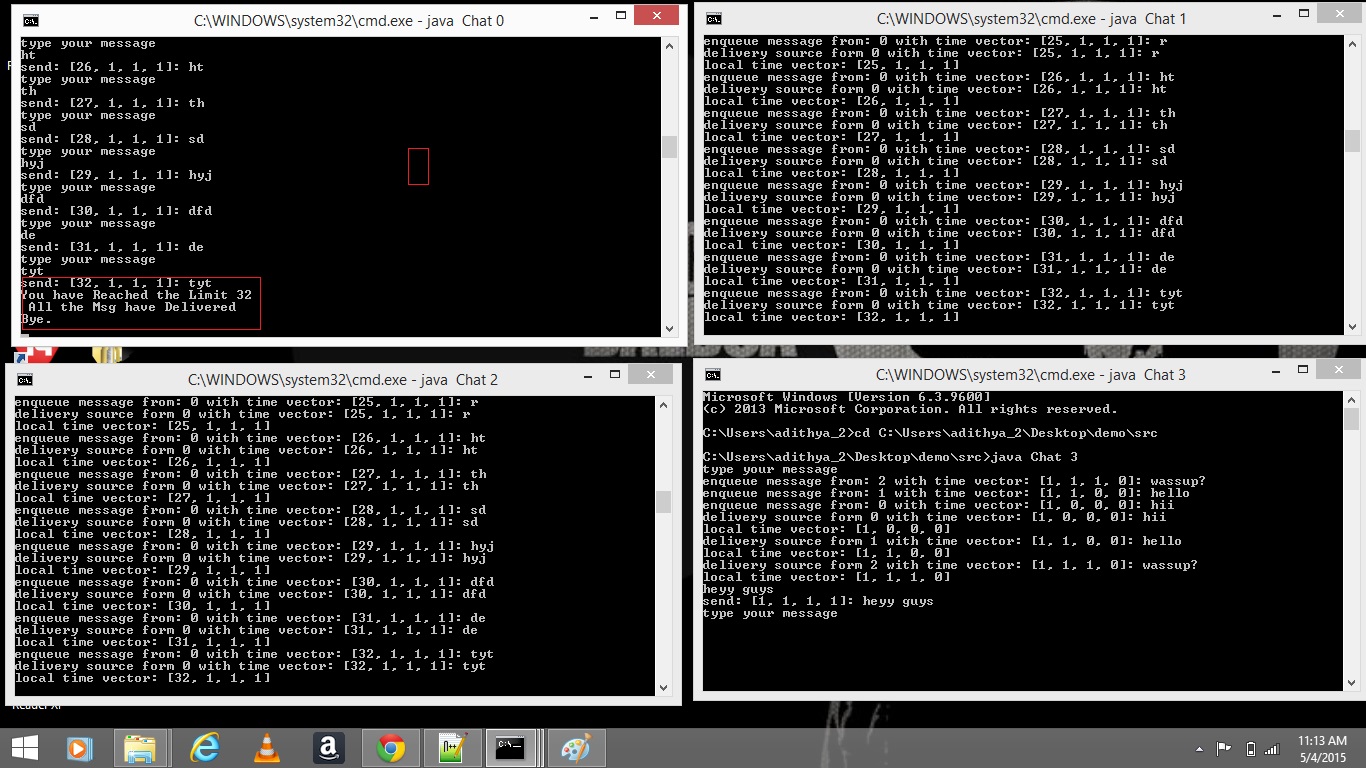 C:\WINDOWS\system32\cmd.exe - java Chat 0
type your message
ht
send: [26, 1, 1, 1]: ht
type your message
th
send: [27, 1, 1, 1]: th
type your message
sd
send: [28, 1, 1, 1]: sd
type your message
hyj
send: [29, 1, 1, 1]: hyj
type your message
dfd
send: [30, 1, 1, 1]: dfd
type your message
de
send: [31, 1, 1, 1]: de
type your message
tyt
send: [32, 1, 1, 1]: tyt
You have Reached the Limit 32
All the Msg have Delivered
Bye.
C:\WINDOWS\system32\cmd.exe - java Chat 1
enqueue message from: 0 with time vector: [25, 1, 1, 1]: r
delivery source form 0 with time vector: [25, 1, 1, 1]: r
local time vector: [25, 1, 1, 1]
enqueue message from: 0 with time vector: [26, 1, 1, 1]: ht
delivery source form 0 with time vector: [26, 1, 1, 1]: ht
local time vector: [26, 1, 1, 1]
enqueue message from: 0 with time vector: [27, 1, 1, 1]: th
delivery source form 0 with time vector: [27, 1, 1, 1]: th
local time vector: [27, 1, 1, 1]
enqueue message from: 0 with time vector: [28, 1, 1, 1]: sd
delivery source form 0 with time vector: [28, 1, 1, 1]: sd
local time vector: [28, 1, 1, 1]
enqueue message from: 0 with time vector: [29, 1, 1, 1]: hyj
delivery source form 0 with time vector: [29, 1, 1, 1]: hyj
local time vector: [29, 1, 1, 1]
enqueue message from: 0 with time vector: [30, 1, 1, 1]: dfd
delivery source form 0 with time vector: [30, 1, 1, 1]: dfd
local time vector: [30, 1, 1, 1]
enqueue message from: 0 with time vector: [31, 1, 1, 1]: de
delivery source form 0 with time vector: [31, 1, 1, 1]: de
local time vector: [31, 1, 1, 1]
enqueue message from: 0 with time vector: [32, 1, 1, 1]: tyt
delivery source form 0 with time vector: [32, 1, 1, 1]: tyt
local time vector: [32, 1, 1, 1]
C:\WINDOWS\system32\cmd.exe - java Chat 2
enqueue message from: 0 with time vector: [25, 1, 1, 1]: r
delivery source form 0 with time vector: [25, 1, 1, 1]: r
local time vector: [25, 1, 1, 1]
enqueue message from: 0 with time vector: [26, 1, 1, 1]: ht
delivery source form 0 with time vector: [26, 1, 1, 1]: ht
local time vector: [26, 1, 1, 1]
enqueue message from: 0 with time vector: [27, 1, 1, 1]: th
delivery source form 0 with time vector: [27, 1, 1, 1]: th
local time vector: [27, 1, 1, 1]
enqueue message from: 0 with time vector: [28, 1, 1, 1]: sd
delivery source form 0 with time vector: [28, 1, 1, 1]: sd
local time vector: [28, 1, 1, 1]
enqueue message from: 0 with time vector: [29, 1, 1, 1]: hyj
delivery source form 0 with time vector: [29, 1, 1, 1]: hyj
local time vector: [29, 1, 1, 1]
enqueue message from: 0 with time vector: [30, 1, 1, 1]: dfd
delivery source form 0 with time vector: [30, 1, 1, 1]: dfd
local time vector: [30, 1, 1, 1]
enqueue message from: 0 with time vector: [31, 1, 1, 1]: de
delivery source form 0 with time vector: [31, 1, 1, 1]: de
local time vector: [31, 1, 1, 1]
enqueue message from: 0 with time vector: [32, 1, 1, 1]: tyt
delivery source form 0 with time vector: [32, 1, 1, 1]: tyt
local time vector: [32, 1, 1, 1]
C:\WINDOWS\system32\cmd.exe - java Chat 3
Microsoft Windows [Version 6.3.9600]
(c) 2013 Microsoft Corporation. All rights reserved.
C:\Users\adithya_2>cd C:\Users\adithya_2\Desktop\demo\src
C:\Users\adithya_2\Desktop\demo\src>java Chat 3
type your message
enqueue message from: 2 with time vector: [1, 1, 1, 0]: wassup?
enqueue message from: 1 with time vector: [1, 1, 0, 0]: hello
enqueue message from: 0 with time vector: [1, 0, 0, 0]: hii
delivery source form 0 with time vector: [1, 0, 0, 0]: hii
local time vector: [1, 0, 0, 0]
delivery source form 1 with time vector: [1, 1, 0, 0]: hello
local time vector: [1, 1, 0, 0]
delivery source form 2 with time vector: [1, 1, 1, 0]: wassup?
local time vector: [1, 1, 1, 0]
heyy guys
send: [1, 1, 1, 1]: heyy guys
type your message
11:13 AM
5/4/2015